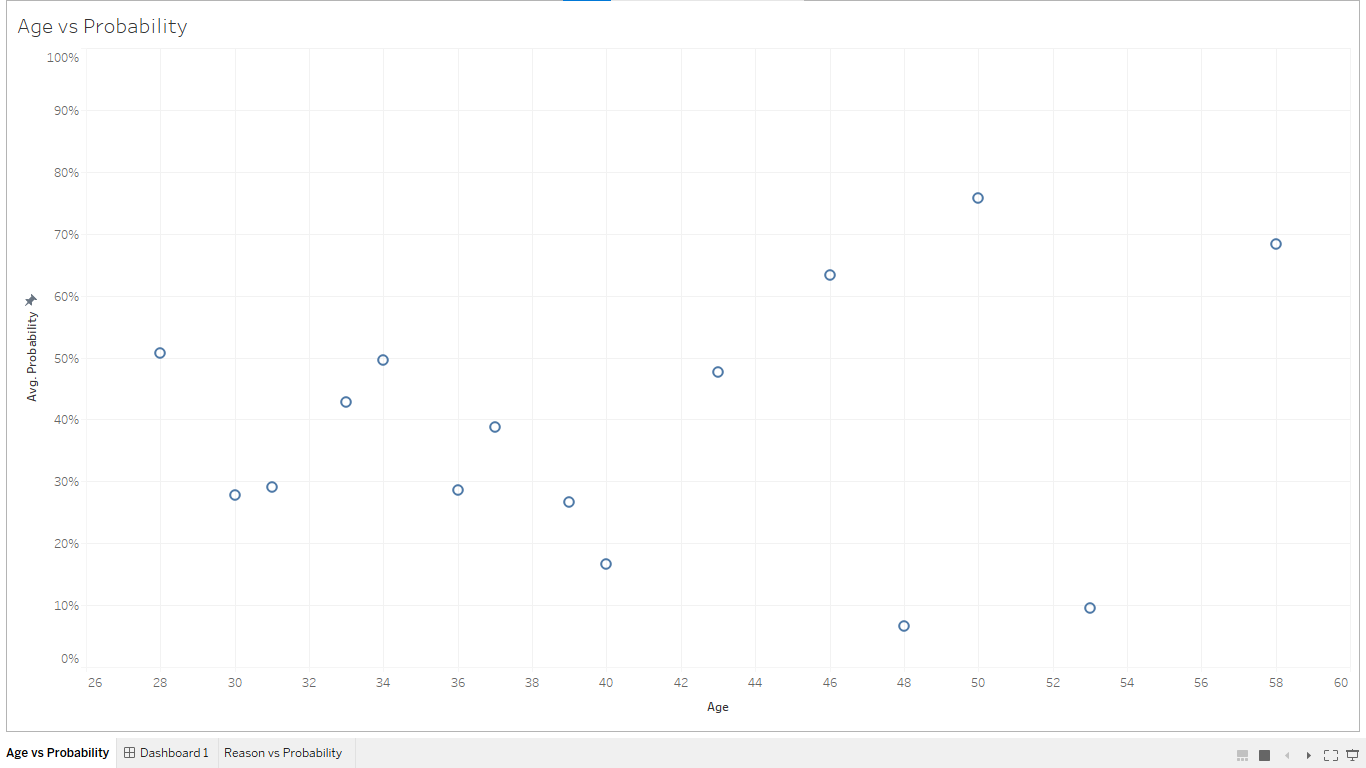 Age vs Probability
100%
90%
80%
70%
60%
50%
40%
30%
20%
10%
0%
Avg. Probability
26 28 30 32 34 36 38 40 42 44 46 48 50 52 54 56 58 60
Age
Age vs Probability Dashboard 1 Reason vs Probability